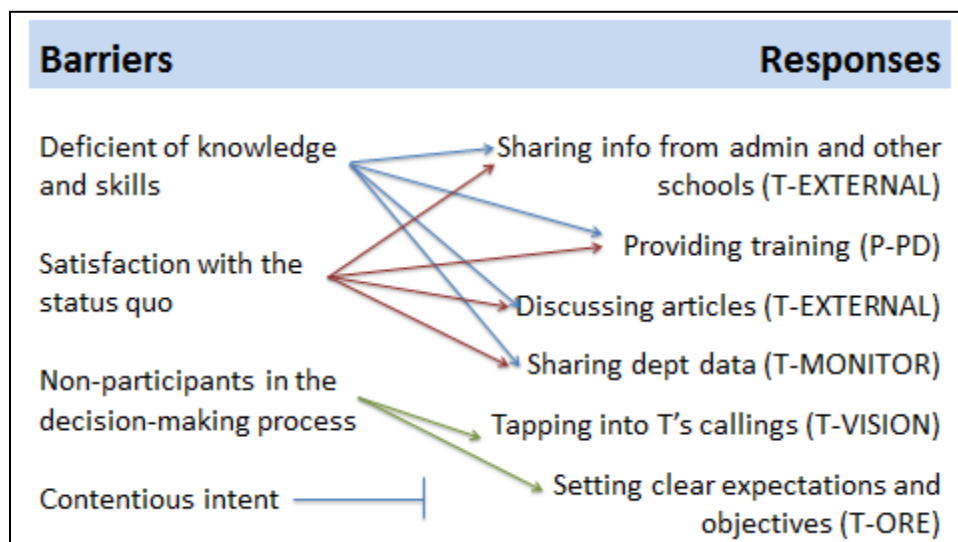 Barriers
Responses
Deficient of knowledge
and skills
Satisfaction with the
status quo
Non-participants in the
decision-making process
Contentious intent
Sharing info from admin and other
schools (T-EXTERNAL)
Providing training (P-PD)
Discussing articles (T-EXTERNAL)
Sharing dept data (T-MONITOR)
Tapping into T's callings (T-VISION)
Setting clear expectations and
objectives (T-ORE)